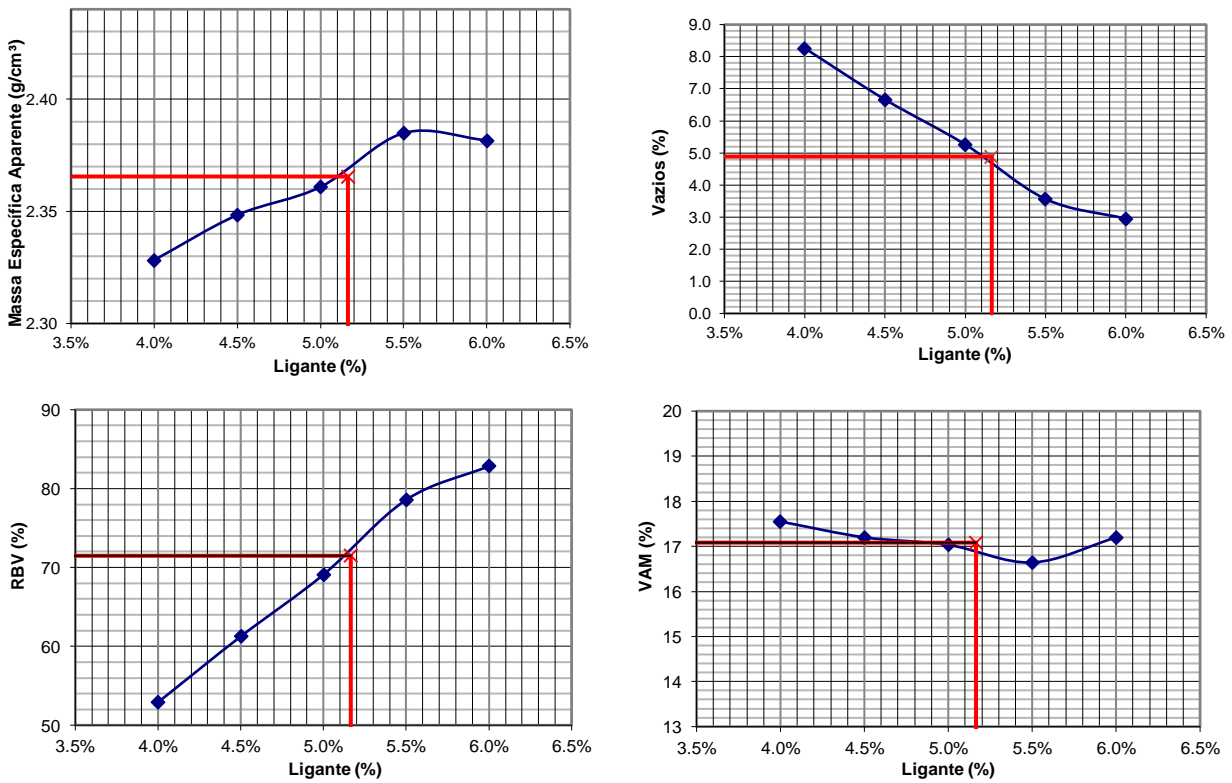 Massa Específica Aparente (g/cm³)
2.40
2.35
2.30
3.5% 4.0% 4.5% 5.0% 5.5% 6.0% 6.5%
Ligante (%)
Vazios (%)
9.0
8.0
7.0
6.0
5.0
4.0
3.0
2.0
1.0
0.0
3.5% 4.0% 4.5% 5.0% 5.5% 6.0% 6.5%
Ligante (%)
RBV (%)
90
80
70
60
50
3.5% 4.0% 4.5% 5.0% 5.5% 6.0% 6.5%
Ligante (%)
VAM (%)
20
19
18
17
16
15
14
13
3.5% 4.0% 4.5% 5.0% 5.5% 6.0% 6.5%
Ligante (%)